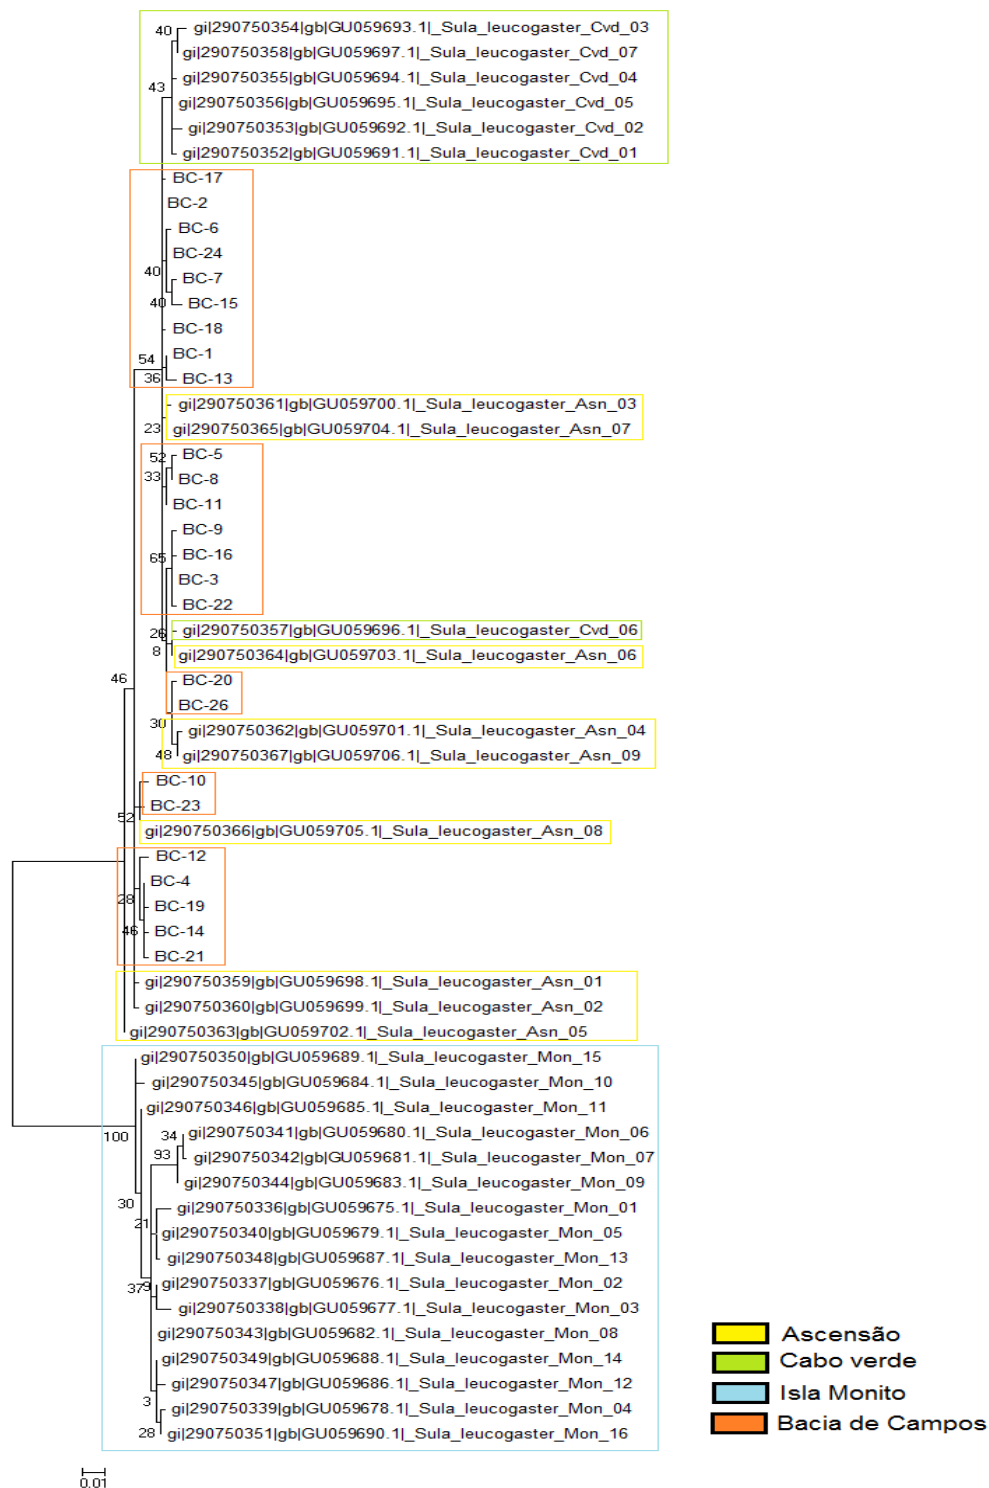 40
gi|290750354|gb|GU059693.1|_Sula_leucogaster_Cvd_03
gi|290750358|gb|GU059697.1|_Sula_leucogaster_Cvd_07
gi|290750355|gb|GU059694.1|_Sula_leucogaster_Cvd_04
43
gi|290750356|gb|GU059695.1|_Sula_leucogaster_Cvd_05
gi|290750353|gb|GU059692.1|_Sula_leucogaster_Cvd_02
gi|290750352|gb|GU059691.1|_Sula_leucogaster_Cvd_01
BC-17
BC-2
BC-6
BC-24
40
BC-7
40
BC-15
BC-18
54
BC-1
36
BC-13
gi|290750361|gb|GU059700.1|_Sula_leucogaster_Asn_03
23
gi|290750365|gb|GU059704.1|_Sula_leucogaster_Asn_07
52
BC-5
33
BC-8
BC-11
BC-9
65
BC-16
BC-3
BC-22
26
gi|290750357|gb|GU059696.1|_Sula_leucogaster_Cvd_06
8
gi|290750364|gb|GU059703.1|_Sula_leucogaster_Asn_06
46
BC-20
BC-26
30
gi|290750362|gb|GU059701.1|_Sula_leucogaster_Asn_04
48
gi|290750367|gb|GU059706.1|_Sula_leucogaster_Asn_09
BC-10
BC-23
52
gi|290750366|gb|GU059705.1|_Sula_leucogaster_Asn_08
BC-12
BC-4
28
BC-19
46
BC-14
BC-21
gi|290750359|gb|GU059698.1|_Sula_leucogaster_Asn_01
gi|290750360|gb|GU059699.1|_Sula_leucogaster_Asn_02
gi|290750363|gb|GU059702.1|_Sula_leucogaster_Asn_05
gi|290750350|gb|GU059689.1|_Sula_leucogaster_Mon_15
gi|290750345|gb|GU059684.1|_Sula_leucogaster_Mon_10
gi|290750346|gb|GU059685.1|_Sula_leucogaster_Mon_11
100
34
gi|290750341|gb|GU059680.1|_Sula_leucogaster_Mon_06
93
gi|290750342|gb|GU059681.1|_Sula_leucogaster_Mon_07
gi|290750344|gb|GU059683.1|_Sula_leucogaster_Mon_09
30
gi|290750336|gb|GU059675.1|_Sula_leucogaster_Mon_01
21
gi|290750340|gb|GU059679.1|_Sula_leucogaster_Mon_05
gi|290750348|gb|GU059687.1|_Sula_leucogaster_Mon_13
37
9
gi|290750337|gb|GU059676.1|_Sula_leucogaster_Mon_02
gi|290750338|gb|GU059677.1|_Sula_leucogaster_Mon_03
gi|290750343|gb|GU059682.1|_Sula_leucogaster_Mon_08
gi|290750349|gb|GU059688.1|_Sula_leucogaster_Mon_14
gi|290750347|gb|GU059686.1|_Sula_leucogaster_Mon_12
3
gi|290750339|gb|GU059678.1|_Sula_leucogaster_Mon_04
28
gi|290750351|gb|GU059690.1|_Sula_leucogaster_Mon_16
Ascensão
Cabo verde
Isla Monito
Bacia de Campos
0.01